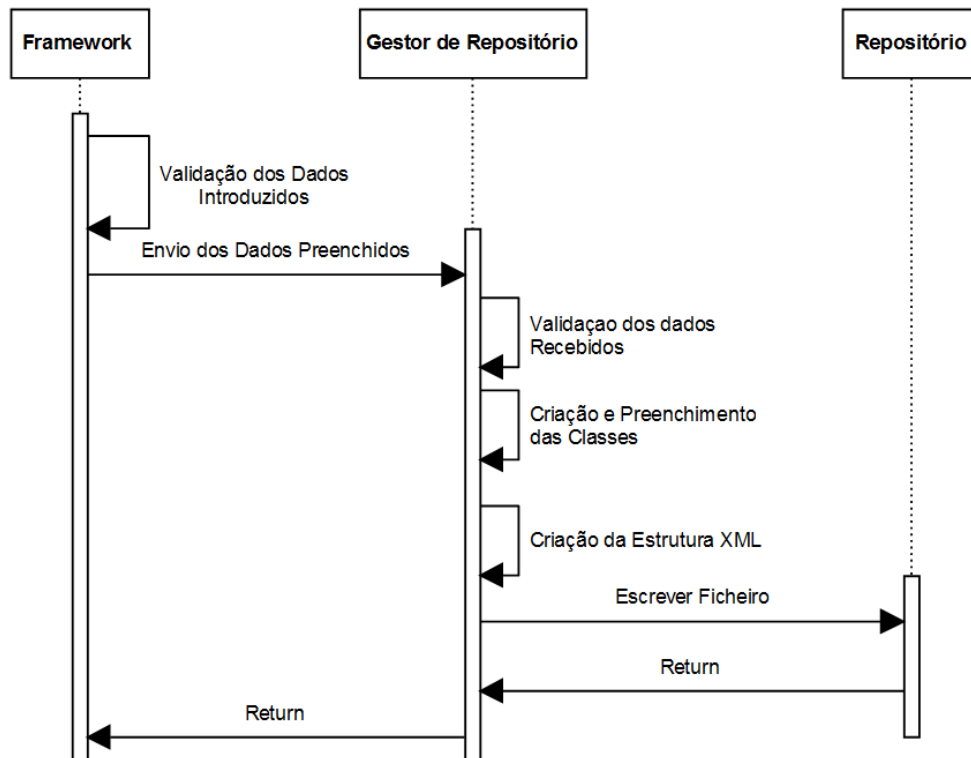 Framework
Gestor de Repositório
Repositório
Validação dos Dados
Introduzidos
Envio dos Dados Preenchidos
Validaçao dos dados
Recebidos
Criação e Preenchimento
das Classes
Criação da Estrutura XML
Escrever Ficheiro
Return
Return